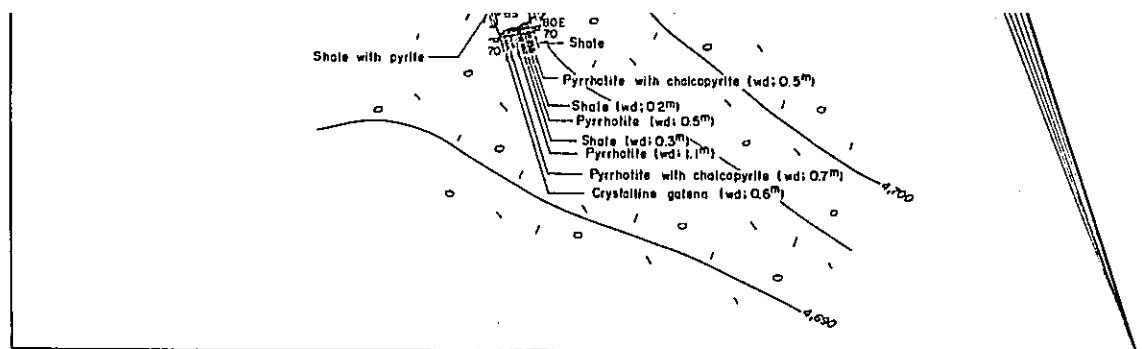 85
80E
70
70
Shale
Shale with pyrite
Pyrrhotite with chalcopyrite (wd; 0.5m)
Shale (wd; 0.2m)
Pyrrhotite (wd; 0.5m)
Shale (wd; 0.3m)
Pyrrhotite (wd; 1.1m)
Pyrrhotite with chalcopyrite (wd; 0.7m)
Crystalline galena (wd; 0.6m)
4,700
4,690